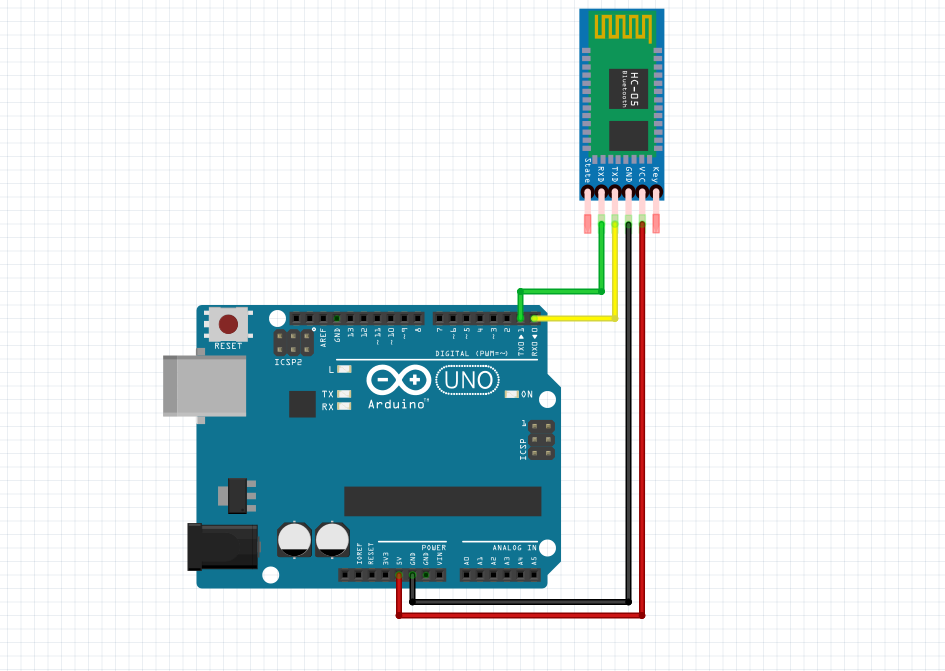 HC-05
Bluetooth
State
RXD
TXD
GND
VCC
Key
RESET
ICSP2
AREF
GND
13
12
~11
~10
~9
8
7
~6
~5
4
~3
2
TXO▶1
RXO◀0
DIGITAL (PWM=~)
L
TX
RX
Arduino™
UNO
ON
1
ICSP
POWER
ANALOG IN
IOREF
RESET
3V3
5V
GND
GND
VIN
A0
A1
A2
A3
A4
A5